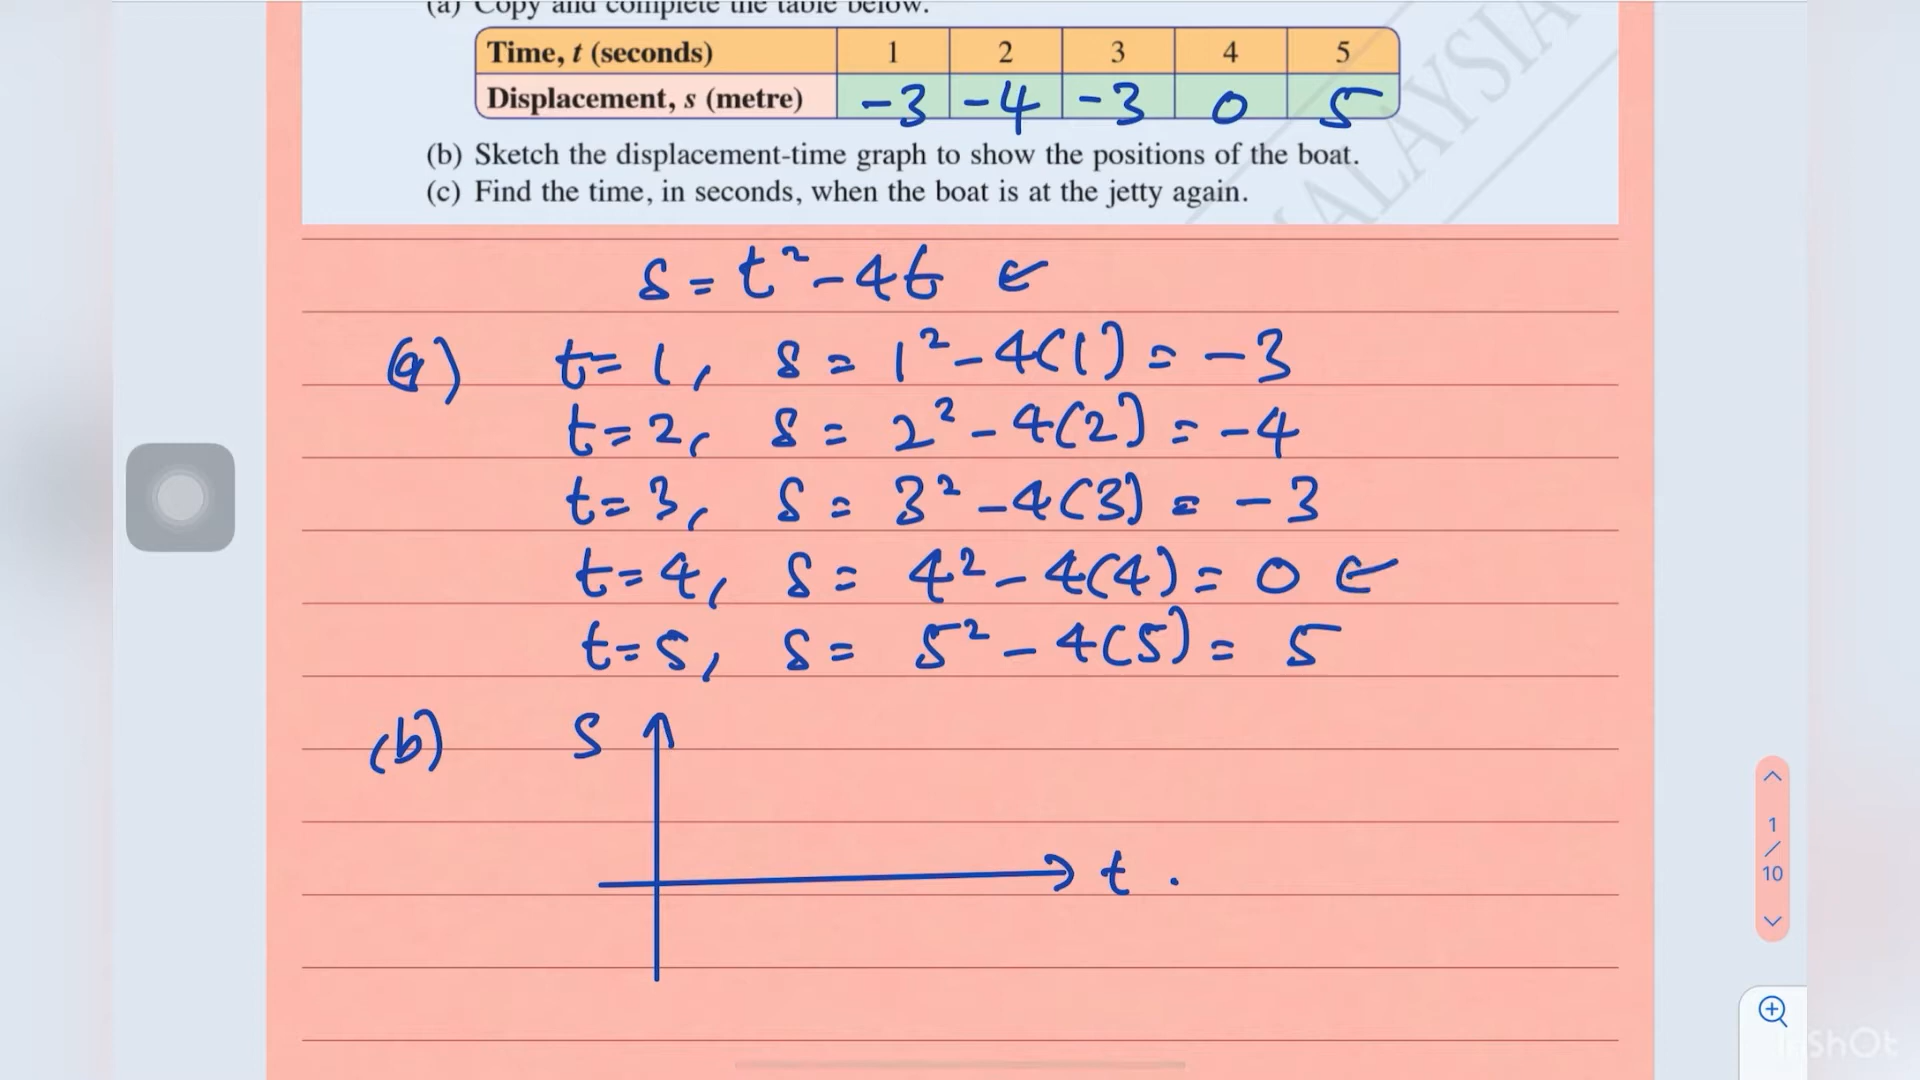 (a) Copy and complete the table below.
Time, t (seconds) 1 2 3 4 5
Displacement, s (metre) -3 -4 -3 0 5
(b) Sketch the displacement-time graph to show the positions of the boat.
(c) Find the time, in seconds, when the boat is at the jetty again.
s = t² - 4t
(a) t = 1, s = 1² - 4(1) = -3
t = 2, s = 2² - 4(2) = -4
t = 3, s = 3² - 4(3) = -3
t = 4, s = 4² - 4(4) = 0
t = 5, s = 5² - 4(5) = 5
(b) s
t .
1
/
10